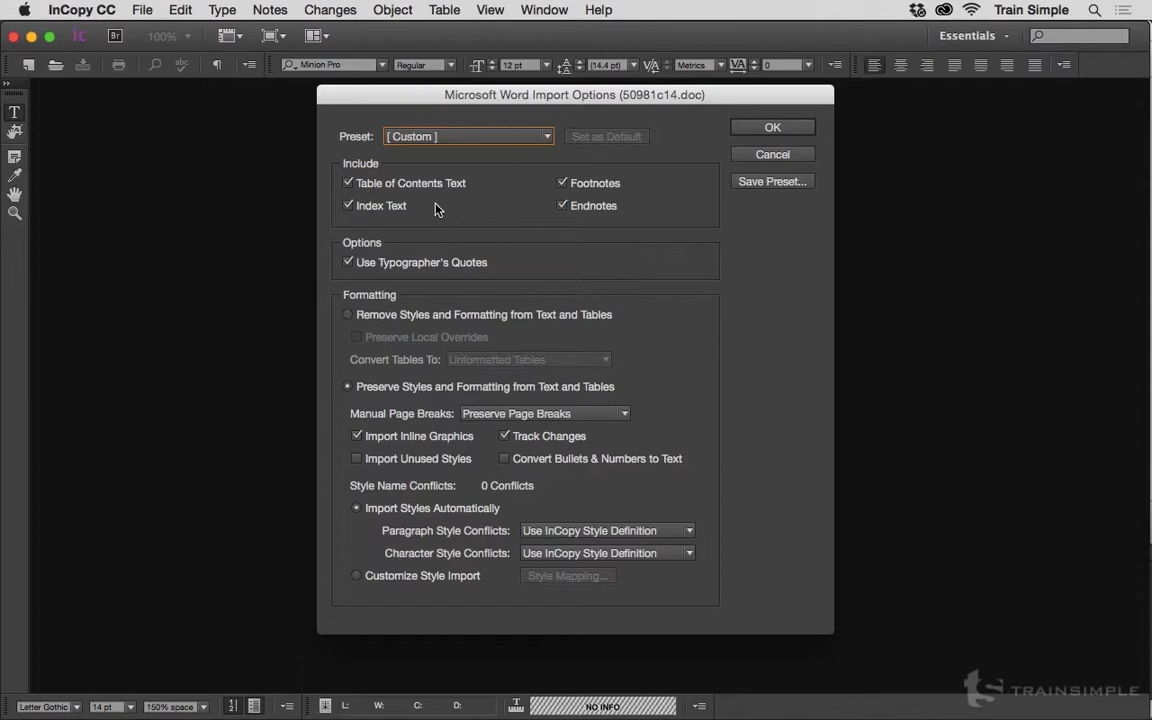 InCopy CC File Edit Type Notes Changes Object Table View Window Help Train Simple
Br 100% Essentials
Minion Pro Regular 12 pt (14.4 pt) Metrics VA 0
Microsoft Word Import Options (50981c14.doc)
Preset: [ Custom ] Set as Default OK
Cancel
Include
Save Preset...
Table of Contents Text Footnotes
Index Text Endnotes
Options
Use Typographer's Quotes
Formatting
Remove Styles and Formatting from Text and Tables
Preserve Local Overrides
Convert Tables To: Unformatted Tables
Preserve Styles and Formatting from Text and Tables
Manual Page Breaks: Preserve Page Breaks
Import Inline Graphics Track Changes
Import Unused Styles Convert Bullets & Numbers to Text
Style Name Conflicts: 0 Conflicts
Import Styles Automatically
Paragraph Style Conflicts: Use InCopy Style Definition
Character Style Conflicts: Use InCopy Style Definition
Customize Style Import Style Mapping...
ts TRAINSIMPLE
Letter Gothic 14 pt 150% space L: W: C: D: NO INFO